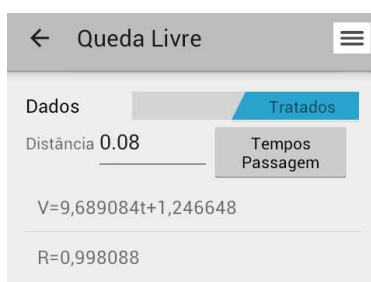 Queda Livre
Dados Tratados
Distância 0.08 Tempos
Passagem
V=9,689084t+1,246648
R=0,998088